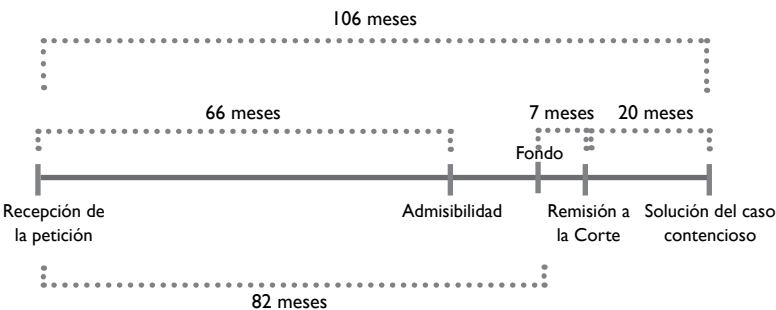 106 meses
66 meses
7 meses
20 meses
Fondo
Recepción de
la petición
Admisibilidad
Remisión a
la Corte
Solución del caso
contencioso
82 meses